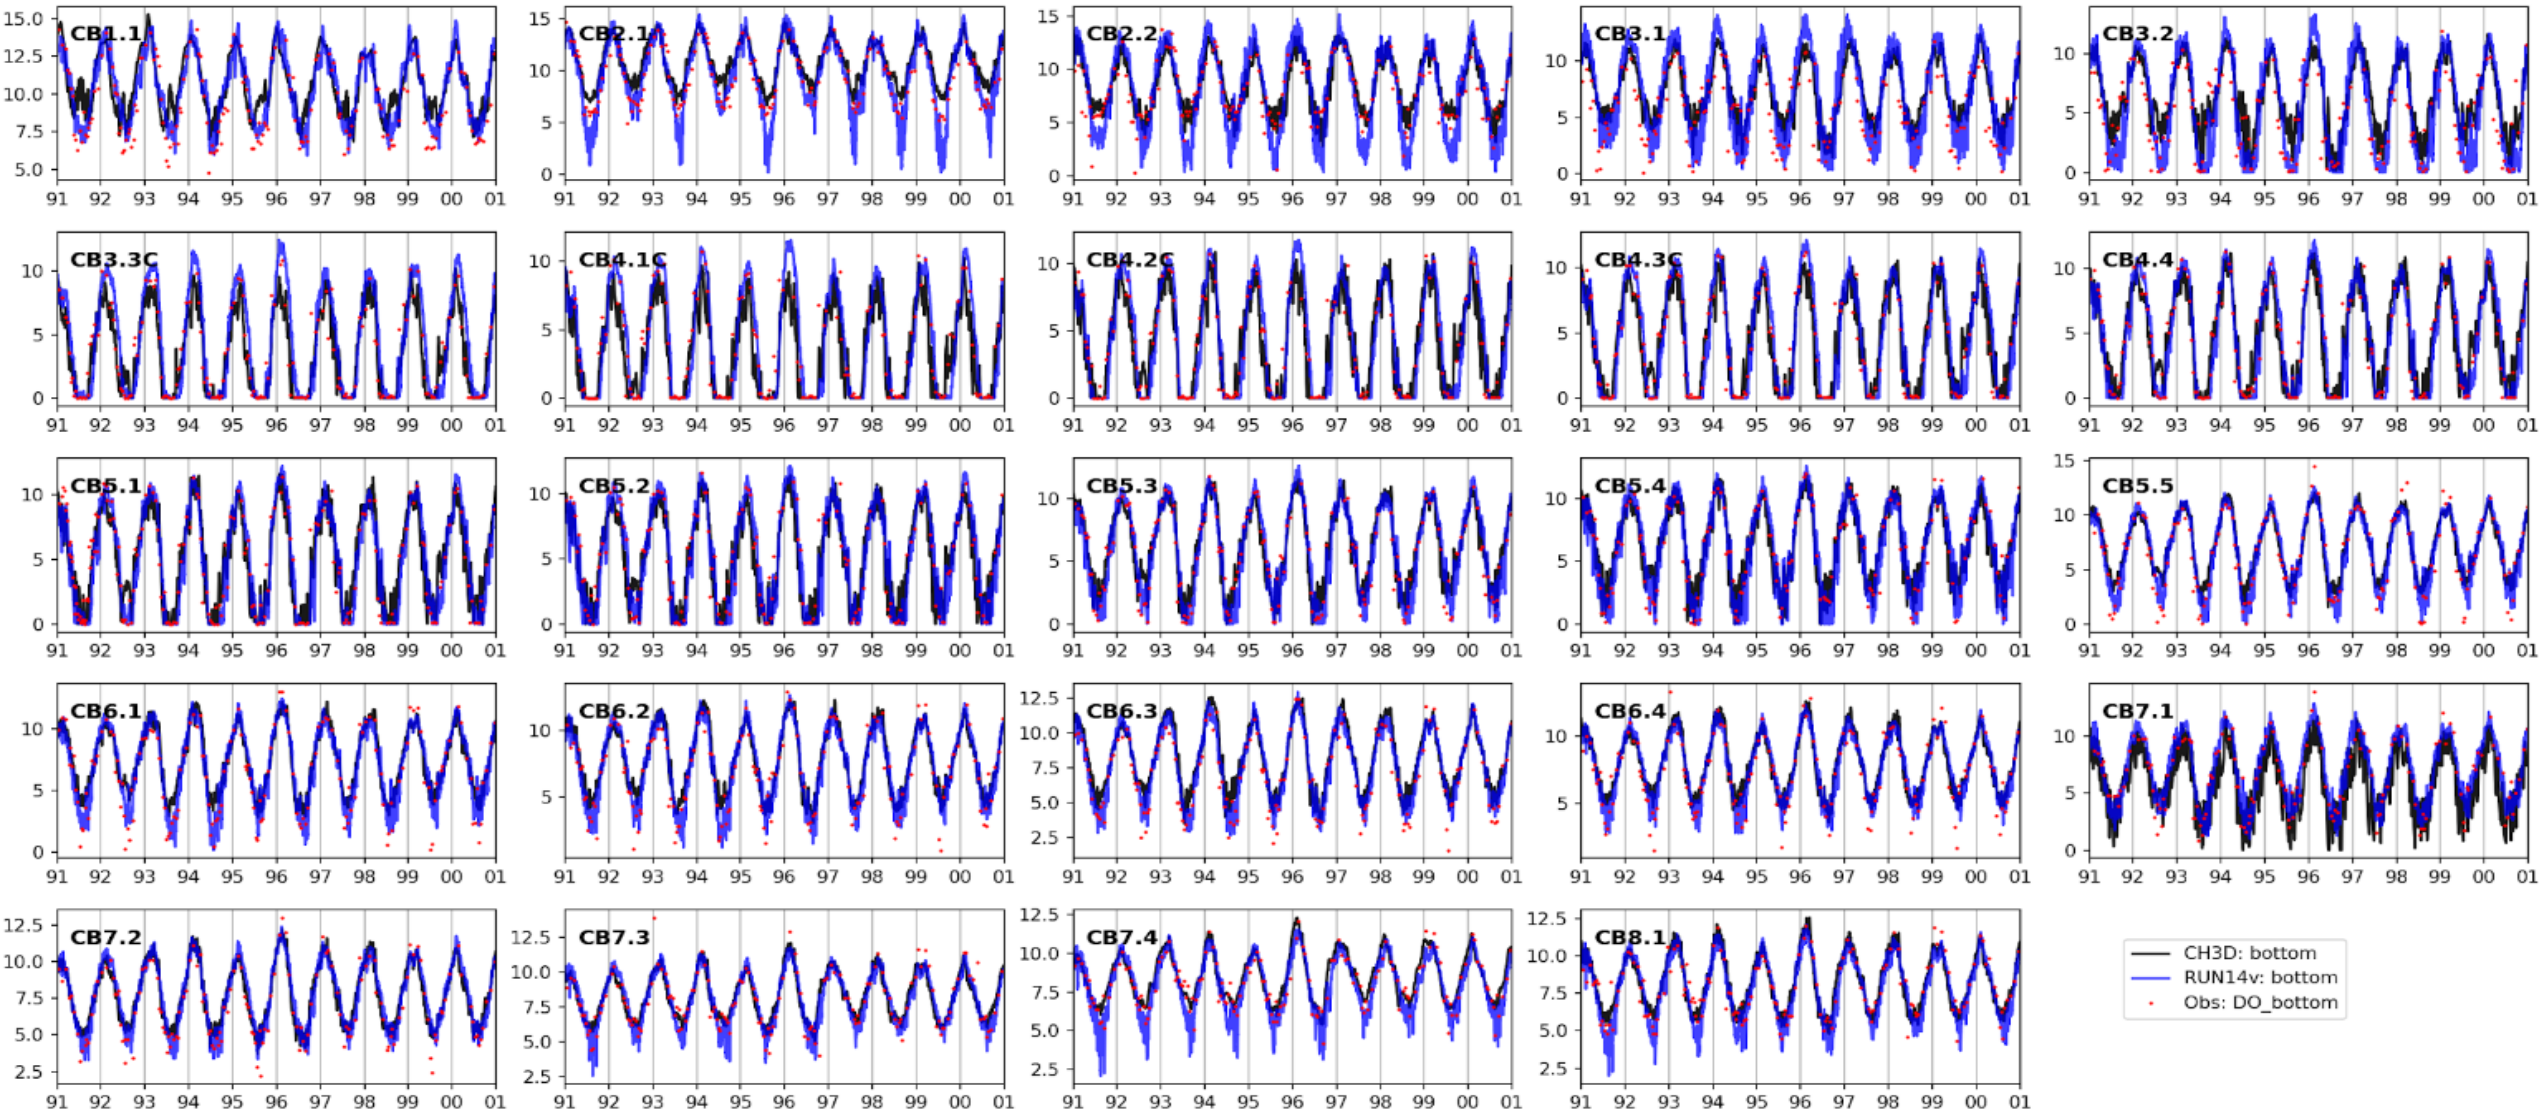 CB1.1
15.0
12.5
10.0
7.5
5.0
91 92 93 94 95 96 97 98 99 00 01
CB2.1
15
10
5
0
91 92 93 94 95 96 97 98 99 00 01
CB2.2
15
10
5
0
91 92 93 94 95 96 97 98 99 00 01
CB3.1
10
5
0
91 92 93 94 95 96 97 98 99 00 01
CB3.2
10
5
0
91 92 93 94 95 96 97 98 99 00 01
CB3.3C
10
5
0
91 92 93 94 95 96 97 98 99 00 01
CB4.1C
10
5
0
91 92 93 94 95 96 97 98 99 00 01
CB4.2C
10
5
0
91 92 93 94 95 96 97 98 99 00 01
CB4.3C
10
5
0
91 92 93 94 95 96 97 98 99 00 01
CB4.4
10
5
0
91 92 93 94 95 96 97 98 99 00 01
CB5.1
10
5
0
91 92 93 94 95 96 97 98 99 00 01
CB5.2
10
5
0
91 92 93 94 95 96 97 98 99 00 01
CB5.3
10
5
0
91 92 93 94 95 96 97 98 99 00 01
CB5.4
10
5
0
91 92 93 94 95 96 97 98 99 00 01
CB5.5
15
10
5
0
91 92 93 94 95 96 97 98 99 00 01
CB6.1
10
5
0
91 92 93 94 95 96 97 98 99 00 01
CB6.2
10
5
91 92 93 94 95 96 97 98 99 00 01
CB6.3
12.5
10.0
7.5
5.0
2.5
91 92 93 94 95 96 97 98 99 00 01
CB6.4
10
5
91 92 93 94 95 96 97 98 99 00 01
CB7.1
10
5
0
91 92 93 94 95 96 97 98 99 00 01
CB7.2
12.5
10.0
7.5
5.0
2.5
91 92 93 94 95 96 97 98 99 00 01
CB7.3
12.5
10.0
7.5
5.0
2.5
91 92 93 94 95 96 97 98 99 00 01
CB7.4
12.5
10.0
7.5
5.0
2.5
91 92 93 94 95 96 97 98 99 00 01
CB8.1
12.5
10.0
7.5
5.0
2.5
91 92 93 94 95 96 97 98 99 00 01
CH3D: bottom
RUN14v: bottom
Obs: DO_bottom